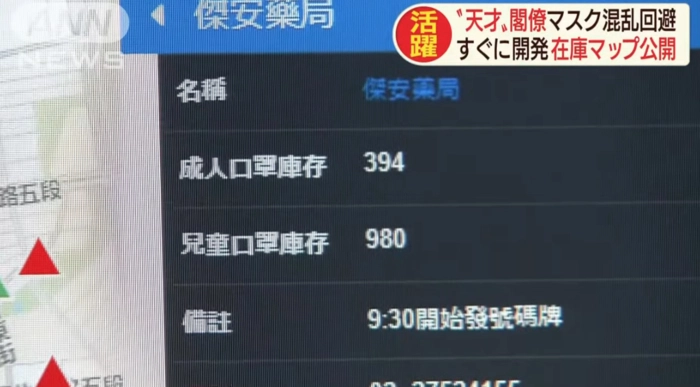 ANN
NEWS
傑安藥局
活躍
〝天才〟閣僚マスク混乱回避
すぐに開発 在庫マップ公開
名稱
傑安藥局
成人口罩庫存
394
兒童口罩庫存
980
備註
9:30開始發號碼牌
路五段
街
五段